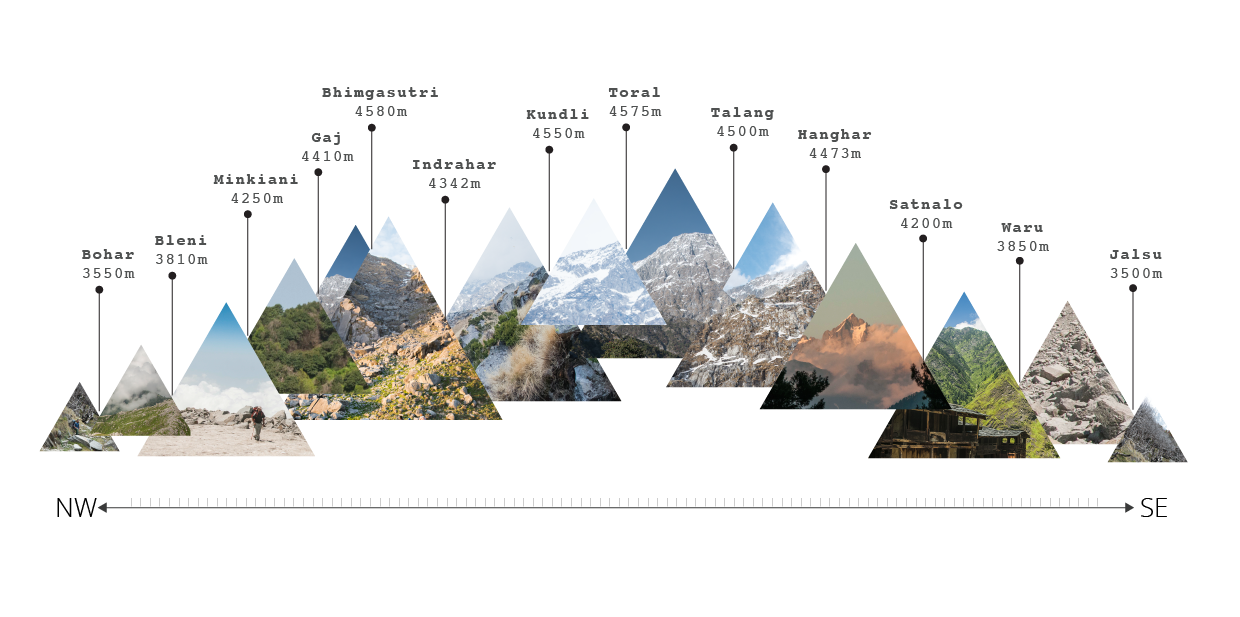 Bohar
3550m
Bleni
3810m
Minkiani
4250m
Gaj
4410m
Bhimgasutri
4580m
Indrahar
4342m
Kundli
4550m
Toral
4575m
Talang
4500m
Hanghar
4473m
Satnalo
4200m
Waru
3850m
Jalsu
3500m
NW
SE